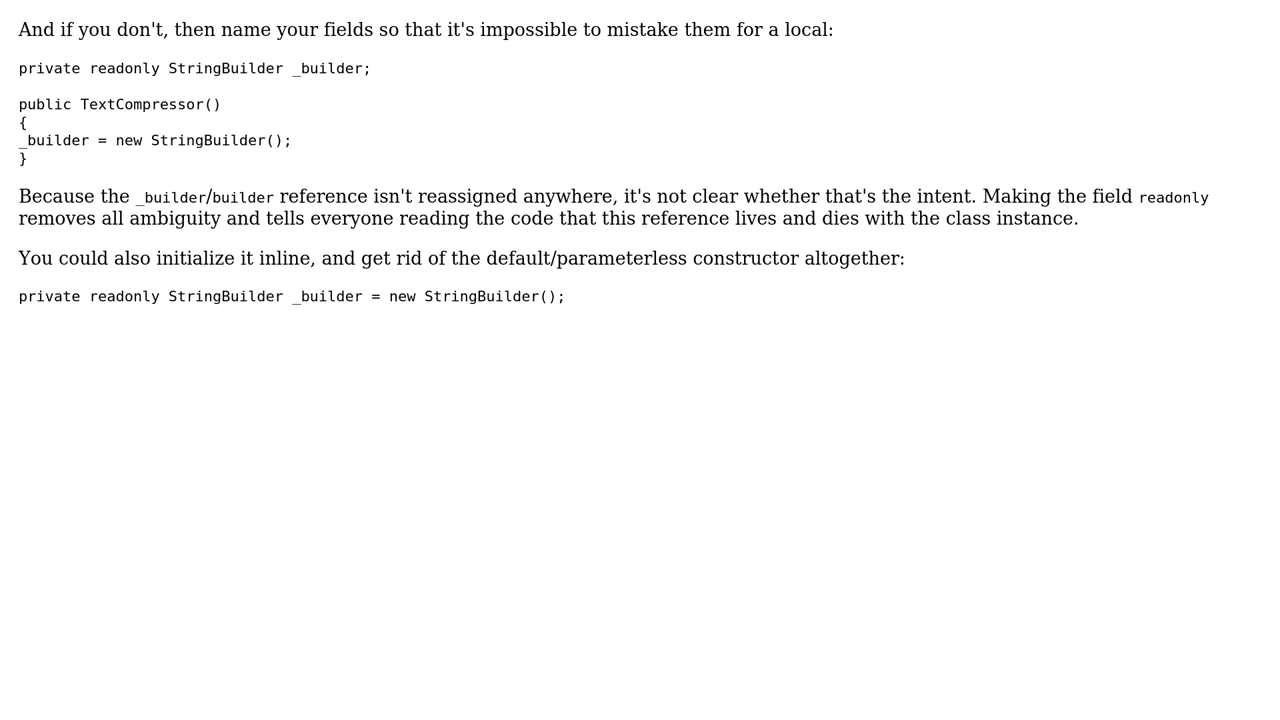 And if you don't, then name your fields so that it's impossible to mistake them for a local:
private readonly StringBuilder _builder;
public TextCompressor()
{
_builder = new StringBuilder();
}
Because the _builder/builder reference isn't reassigned anywhere, it's not clear whether that's the intent. Making the field readonly
removes all ambiguity and tells everyone reading the code that this reference lives and dies with the class instance.
You could also initialize it inline, and get rid of the default/parameterless constructor altogether:
private readonly StringBuilder _builder = new StringBuilder();